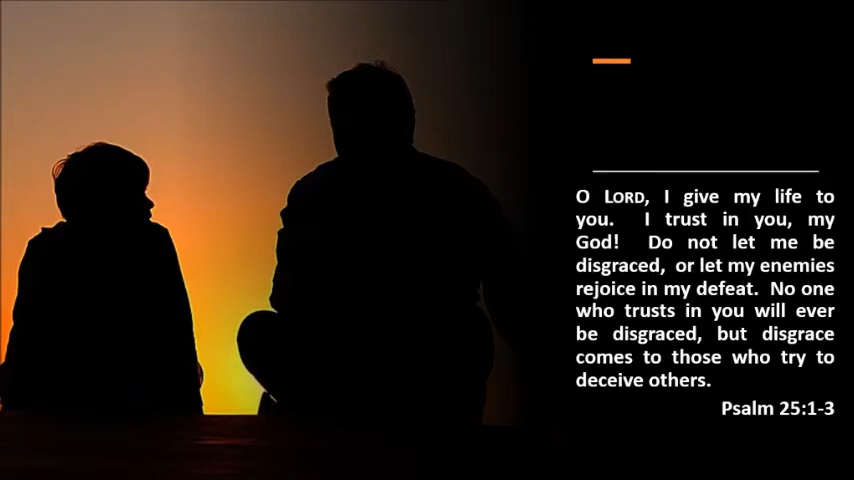 O LORD, I give my life to
you. I trust in you, my
God! Do not let me be
disgraced, or let my enemies
rejoice in my defeat. No one
who trusts in you will ever
be disgraced, but disgrace
comes to those who try to
deceive others.
Psalm 25:1-3